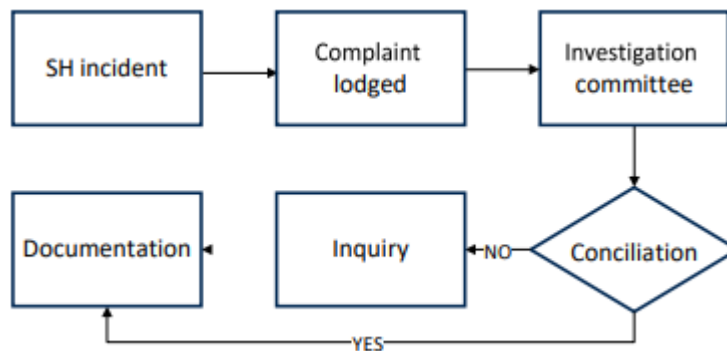 SH incident
Complaint
lodged
Investigation
committee
Documentation
Inquiry
NO
Conciliation
YES